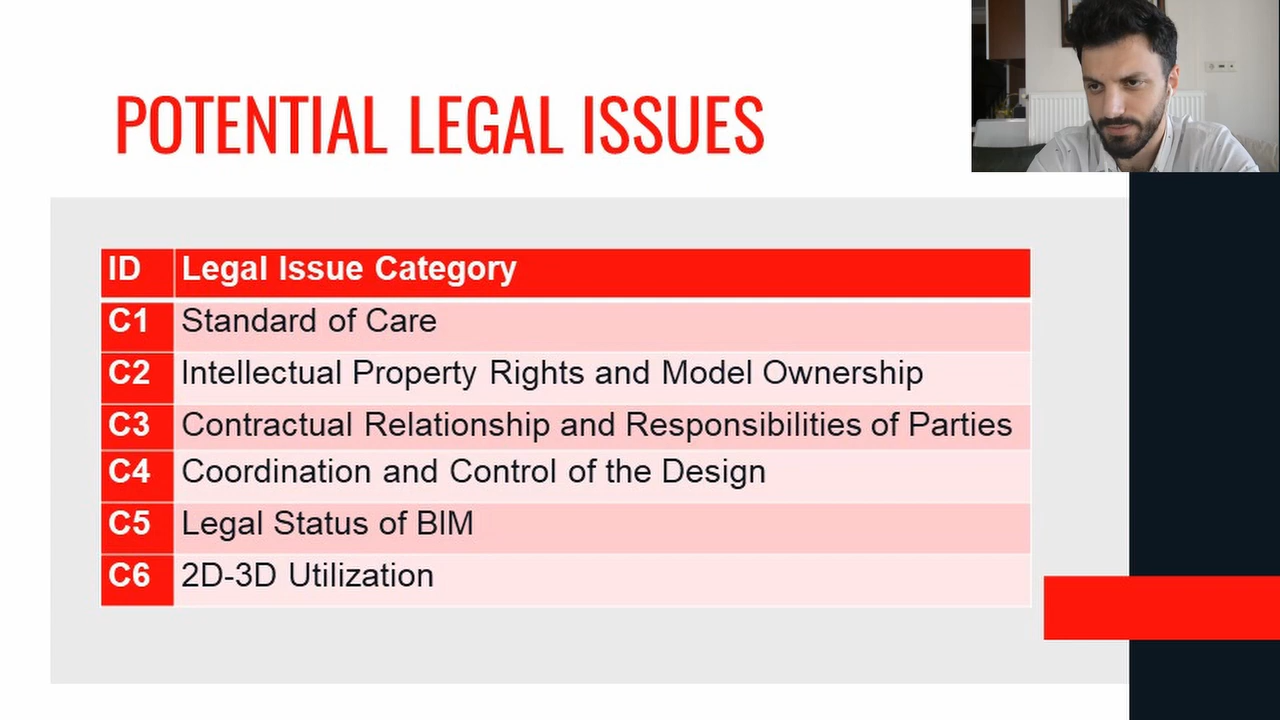 POTENTIAL LEGAL ISSUES
ID Legal Issue Category
C1 Standard of Care
C2 Intellectual Property Rights and Model Ownership
C3 Contractual Relationship and Responsibilities of Parties
C4 Coordination and Control of the Design
C5 Legal Status of BIM
C6 2D-3D Utilization